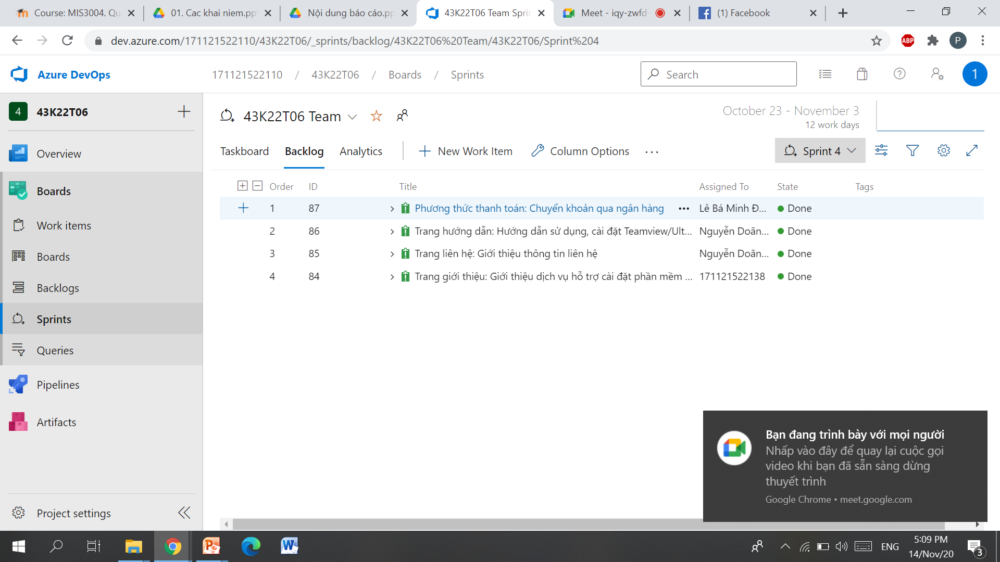 Course: MIS3004. Qu
01. Cac khai niem.pp
Nội dung báo cáo.pp
43K22T06 Team Sprin
Meet - iqy-zwfd-
(1) Facebook
dev.azure.com/171121522110/43K22T06/_sprints/backlog/43K22T06%20Team/43K22T06/Sprint%204
ABP
P
Azure DevOps
171121522110 / 43K22T06 / Boards / Sprints
Search
1
4 43K22T06
Overview
Boards
Work items
Boards
Backlogs
Sprints
Queries
Pipelines
Artifacts
Project settings
43K22T06 Team
October 23 - November 3
12 work days
Taskboard Backlog Analytics New Work Item Column Options ... Sprint 4
Order ID Title Assigned To State Tags
1 87 Phương thức thanh toán: Chuyển khoản qua ngân hàng ... Lê Bá Minh Đ... Done
2 86 Trang hướng dẫn: Hướng dẫn sử dụng, cài đặt Teamview/Ult... Nguyễn Doãn... Done
3 85 Trang liên hệ: Giới thiệu thông tin liên hệ Nguyễn Doãn... Done
4 84 Trang giới thiệu: Giới thiệu dịch vụ hỗ trợ cài đặt phần mềm ... 171121522138 Done
Bạn đang trình bày với mọi người
Nhấp vào đây để quay lại cuộc gọi
video khi bạn đã sẵn sàng dừng
thuyết trình
Google Chrome • meet.google.com
ENG
5:09 PM
14/Nov/20
3